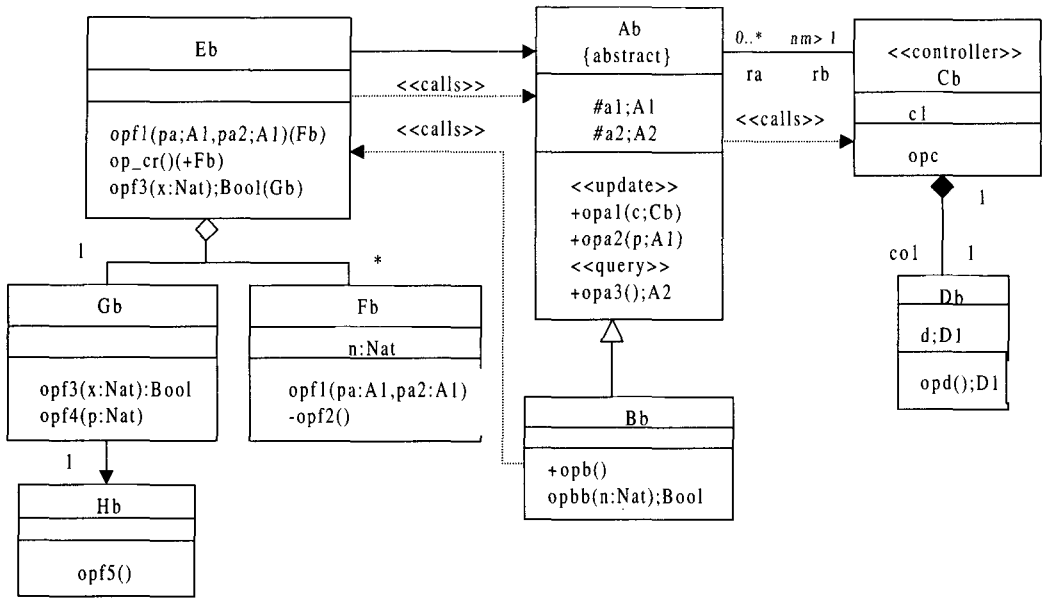 Eb
opf1(pa;A1,pa2;A1)(Fb)
op_cr()(+Fb)
opf3(x:Nat);Bool(Gb)
<<calls>>
<<calls>>
Ab
{abstract}
#a1;A1
#a2;A2
<<update>>
+opa1(c;Cb)
+opa2(p;A1)
<<query>>
+opa3();A2
0..* nm> 1
ra rb
<<calls>>
<<controller>>
Cb
c1
opc
1
col 1
Db
d;D1
opd();D1
1 *
Gb
opf3(x:Nat):Bool
opf4(p:Nat)
Fb
n:Nat
opf1(pa:A1,pa2:A1)
-opf2()
1
Hb
opf5()
Bb
+opb()
opbb(n:Nat);Bool